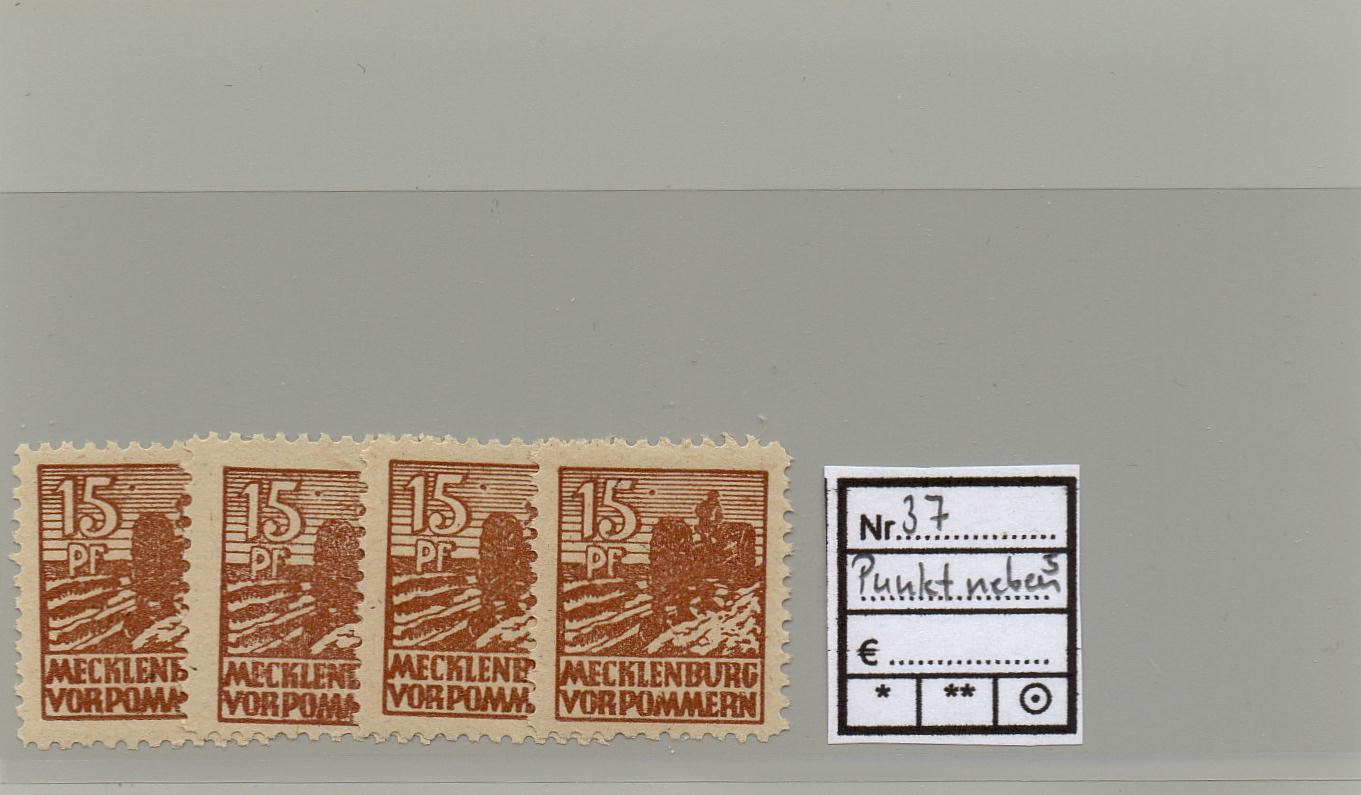 15
PF
MECKLENB
VORPOMM
15
PF
MECKLENB
VORPOMM
15
PF
MECKLENB
VORPOMM
15
PF
MECKLENBURG
VORPOMMERN
Nr. 37
Punkt neben 5
€
* ** ⊙